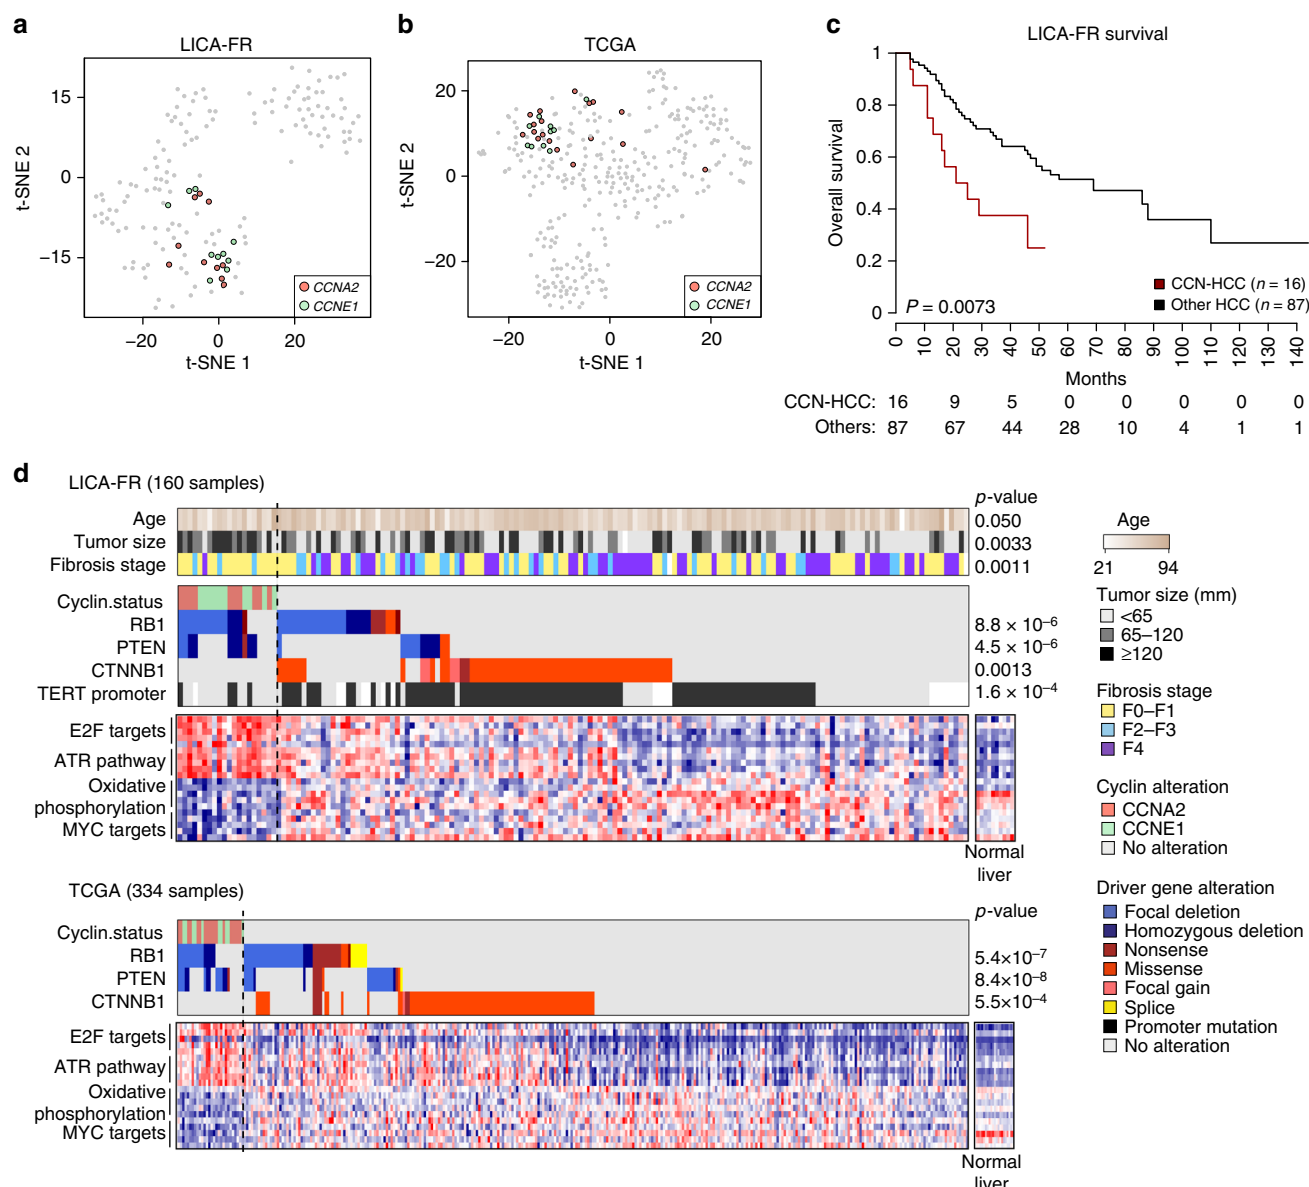 a
LICA-FR
t-SNE 2
15
0
−15
−20
0
20
t-SNE 1
CCNA2
CCNE1
b
TCGA
t-SNE 2
20
0
−20
−20
0
20
t-SNE 1
CCNA2
CCNE1
c
LICA-FR survival
Overall survival
1
0.8
0.6
0.4
0.2
0
P = 0.0073
CCN-HCC (n = 16)
Other HCC (n = 87)
0 10 20 30 40 50 60 70 80 90 100 110 120 130 140
Months
CCN-HCC: 16 9 5 0 0 0 0 0
Others: 87 67 44 28 10 4 1 1
d
LICA-FR (160 samples)
p-value
Age 0.050
Tumor size 0.0033
Fibrosis stage 0.0011
Cyclin.status
RB1 8.8 × 10−6
PTEN 4.5 × 10−6
CTNNB1 0.0013
TERT promoter 1.6 × 10−4
E2F targets
ATR pathway
Oxidative
phosphorylation
MYC targets
Normal
liver
TCGA (334 samples)
p-value
Cyclin.status
RB1 5.4×10−7
PTEN 8.4×10−8
CTNNB1 5.5×10−4
E2F targets
ATR pathway
Oxidative
phosphorylation
MYC targets
Normal
liver
Age
21 94
Tumor size (mm)
<65
65–120
≥120
Fibrosis stage
F0–F1
F2–F3
F4
Cyclin alteration
CCNA2
CCNE1
No alteration
Driver gene alteration
Focal deletion
Homozygous deletion
Nonsense
Missense
Focal gain
Splice
Promoter mutation
No alteration